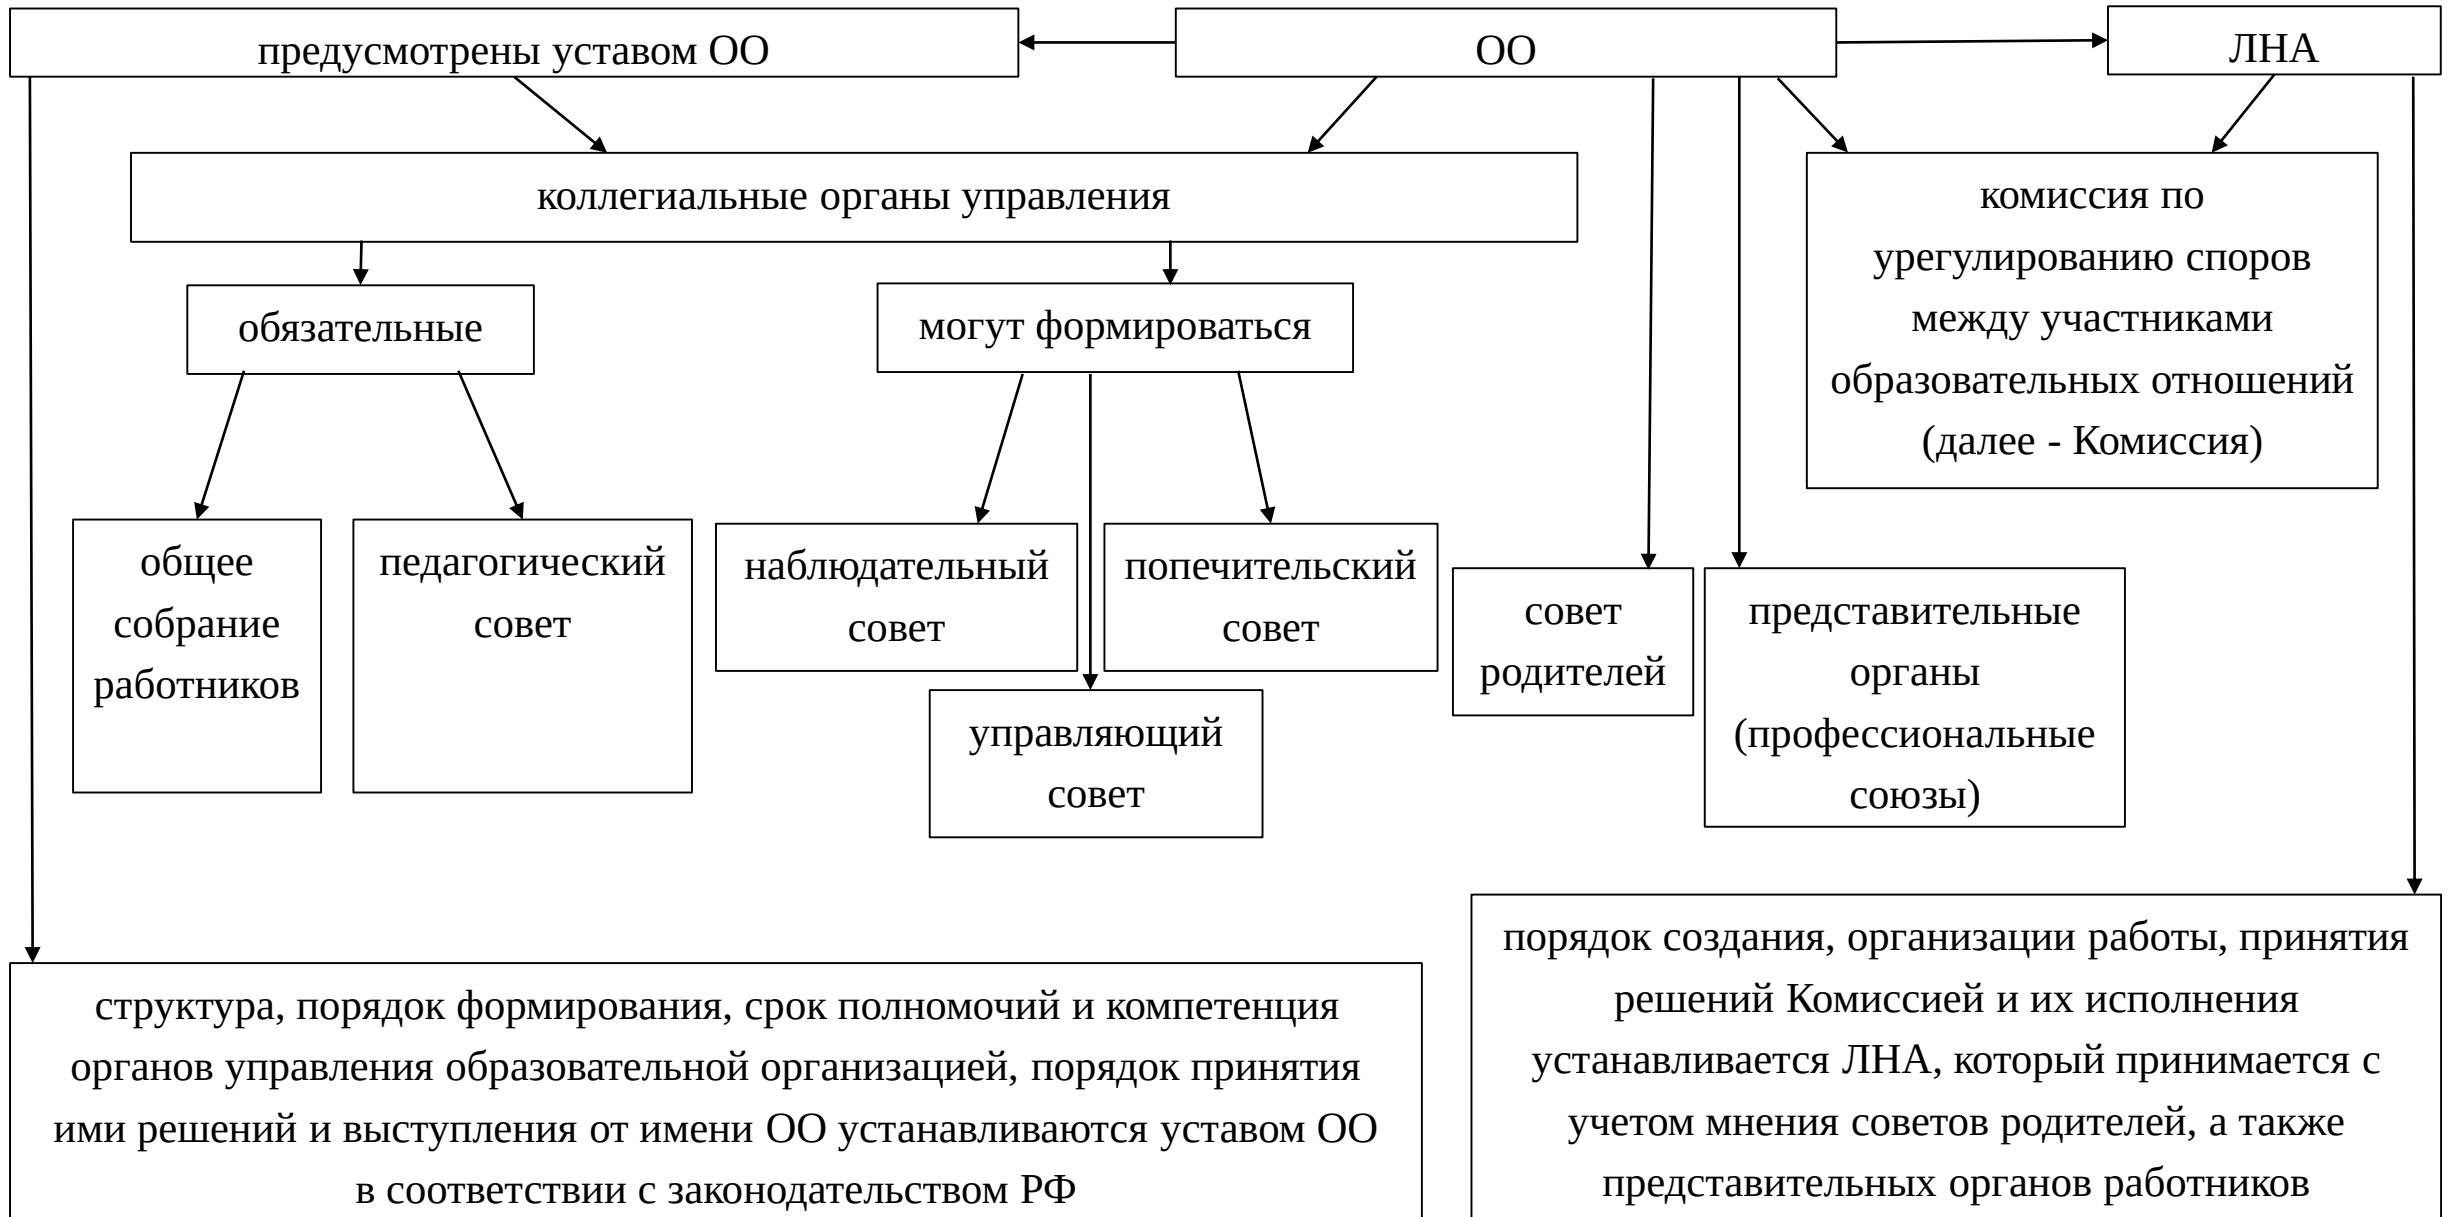 предусмотрены уставом ОО
ОО
ЛНА
коллегиальные органы управления
комиссия по
урегулированию споров
между участниками
образовательных отношений
(далее - Комиссия)
обязательные
могут формироваться
общее
собрание
работников
педагогический
совет
наблюдательный
совет
попечительский
совет
управляющий
совет
совет
родителей
представительные
органы
(профессиональные
союзы)
структура, порядок формирования, срок полномочий и компетенция
органов управления образовательной организацией, порядок принятия
ими решений и выступления от имени ОО устанавливаются уставом ОО
в соответствии с законодательством РФ
порядок создания, организации работы, принятия
решений Комиссией и их исполнения
устанавливается ЛНА, который принимается с
учетом мнения советов родителей, а также
представительных органов работников